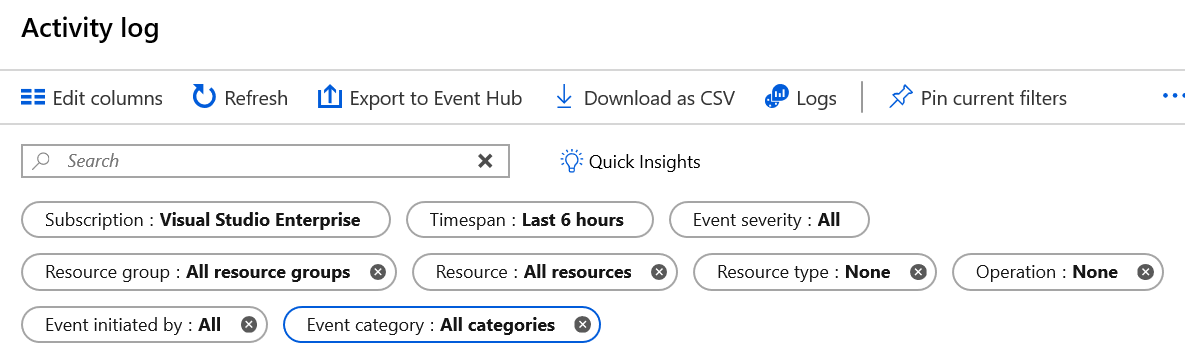 Activity log
Edit columns Refresh Export to Event Hub Download as CSV Logs Pin current filters
Search Quick Insights
Subscription : Visual Studio Enterprise Timespan : Last 6 hours Event severity : All
Resource group : All resource groups Resource : All resources Resource type : None Operation : None
Event initiated by : All Event category : All categories